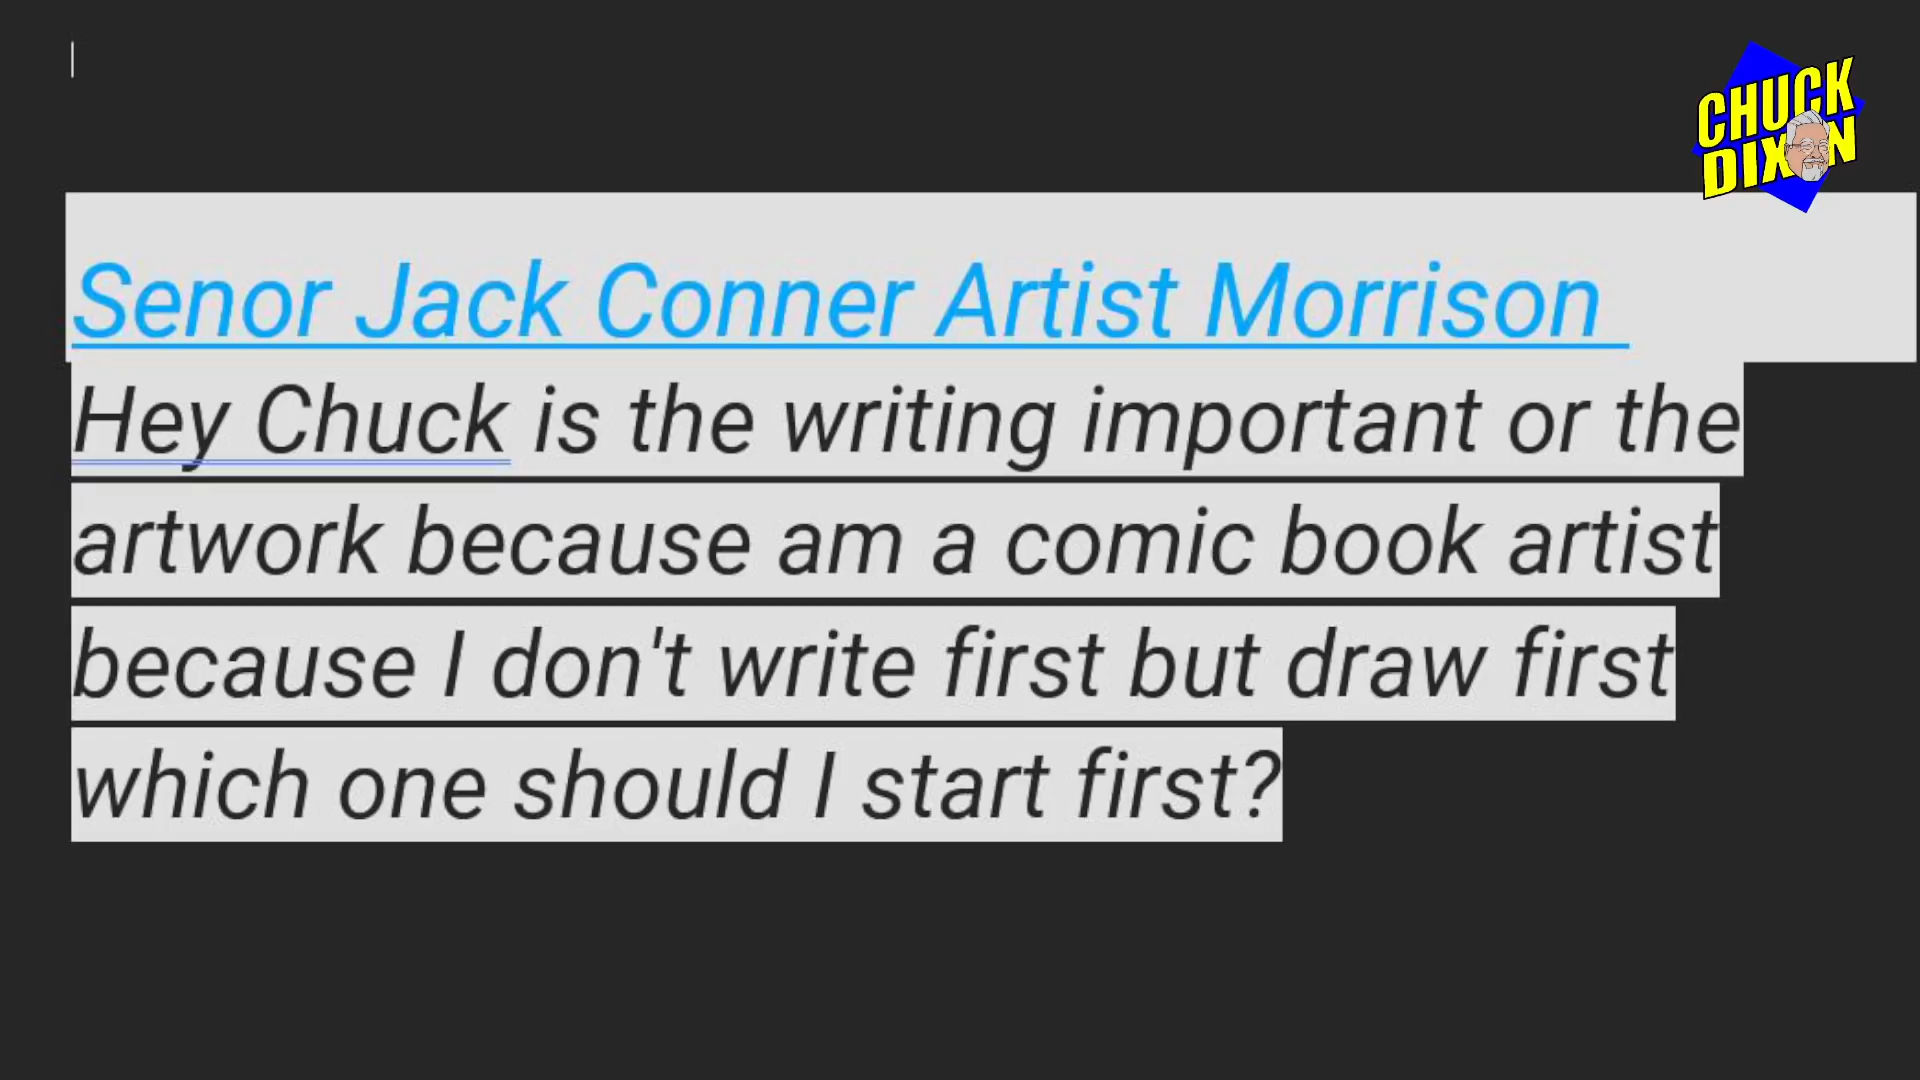 CHUCK
DIXON
Senor Jack Conner Artist Morrison
Hey Chuck is the writing important or the
artwork because am a comic book artist
because I don't write first but draw first
which one should I start first?